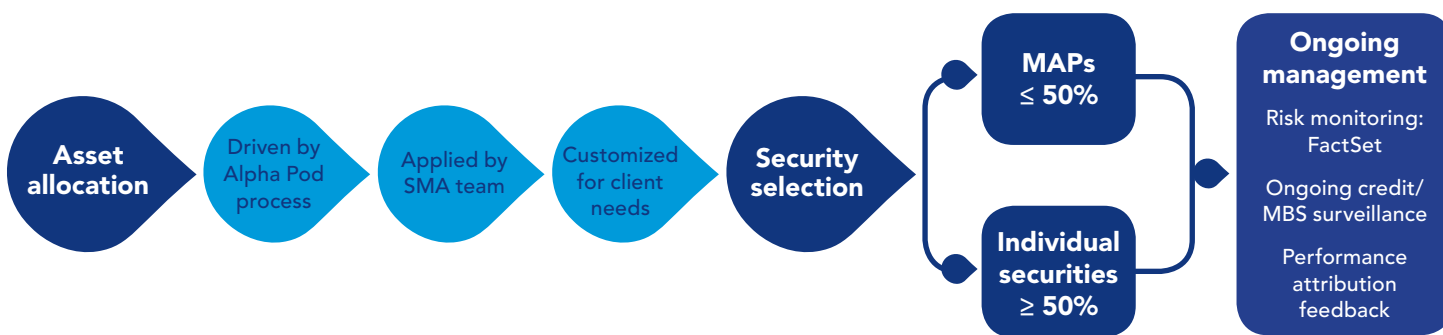 Asset
allocation
Driven by
Alpha Pod
process
Applied by
SMA team
Customized
for client
needs
Security
selection
MAPs
≤ 50%
Individual
securities
≥ 50%
Ongoing
management
Risk monitoring:
FactSet
Ongoing credit/
MBS surveillance
Performance
attribution
feedback